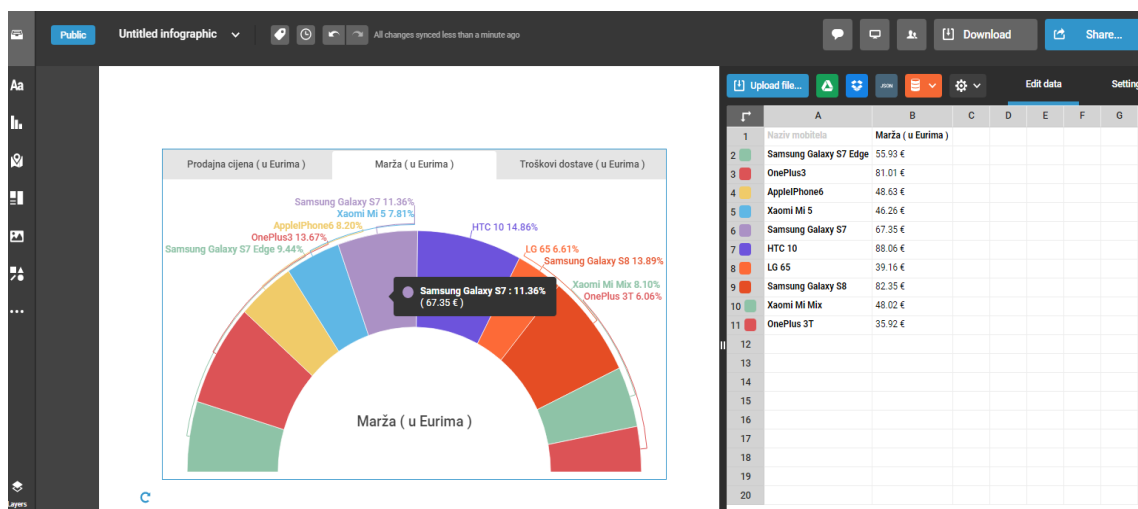 Public
Untitled infographic
All changes synced less than a minute ago
Download
Share...
Aa
Layers
Prodajna cijena ( u Eurima )
Marža ( u Eurima )
Troškovi dostave ( u Eurima )
Samsung Galaxy S7 11.36%
Xaomi Mi 5 7.81%
AppleIPhone6 8.20%
OnePlus3 13.67%
Samsung Galaxy S7 Edge 9.44%
HTC 10 14.86%
LG 65 6.61%
Samsung Galaxy S8 13.89%
Xaomi Mi Mix 8.10%
OnePlus 3T 6.06%
Samsung Galaxy S7 : 11.36%
( 67.35 € )
Marža ( u Eurima )
Upload file...
JSON
Edit data
Setting
A B C D E F G
1 Naziv mobitela Marža ( u Eurima )
2 Samsung Galaxy S7 Edge 55.93 €
3 OnePlus3 81.01 €
4 AppleIPhone6 48.63 €
5 Xaomi Mi 5 46.26 €
6 Samsung Galaxy S7 67.35 €
7 HTC 10 88.06 €
8 LG 65 39.16 €
9 Samsung Galaxy S8 82.35 €
10 Xaomi Mi Mix 48.02 €
11 OnePlus 3T 35.92 €
12
13
14
15
16
17
18
19
20